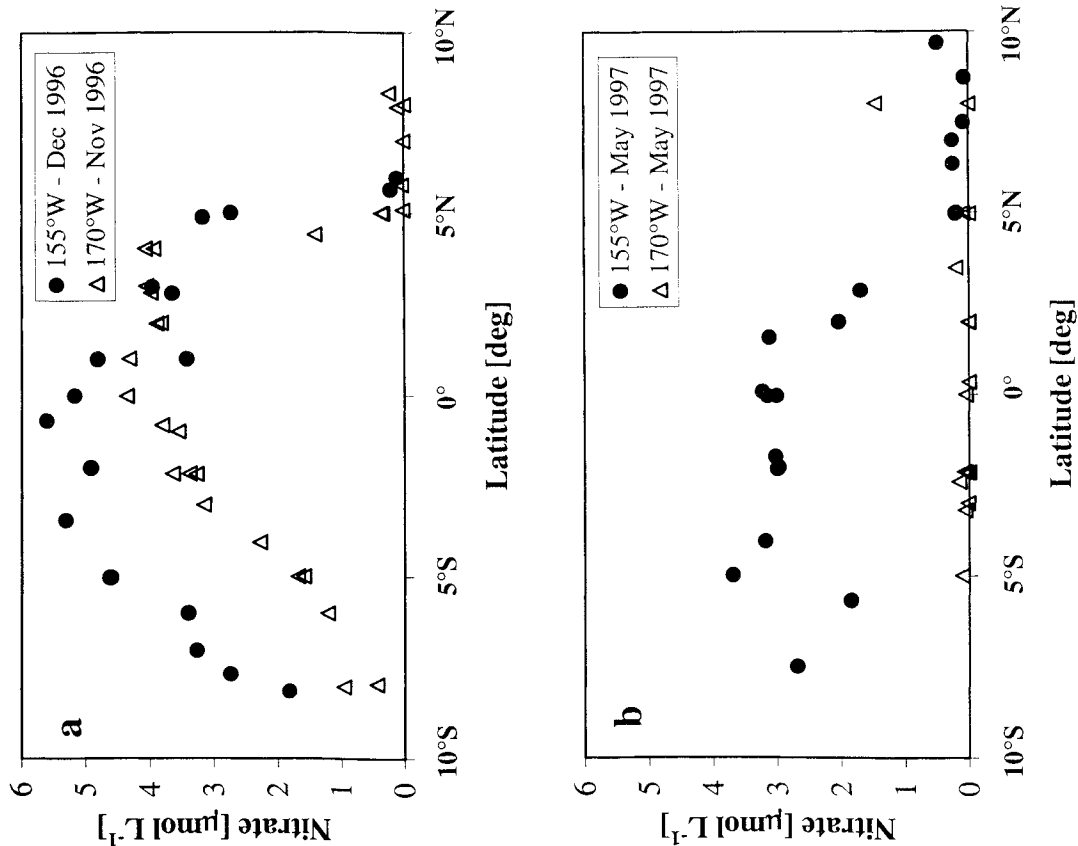 a
155°W - Dec 1996
170°W - Nov 1996
Nitrate [µmol L⁻¹]
6
5
4
3
2
1
0
10°S
5°S
0°
5°N
10°N
Latitude [deg]
b
155°W - May 1997
170°W - May 1997
Nitrate [µmol L⁻¹]
6
5
4
3
2
1
0
10°S
5°S
0°
5°N
10°N
Latitude [deg]